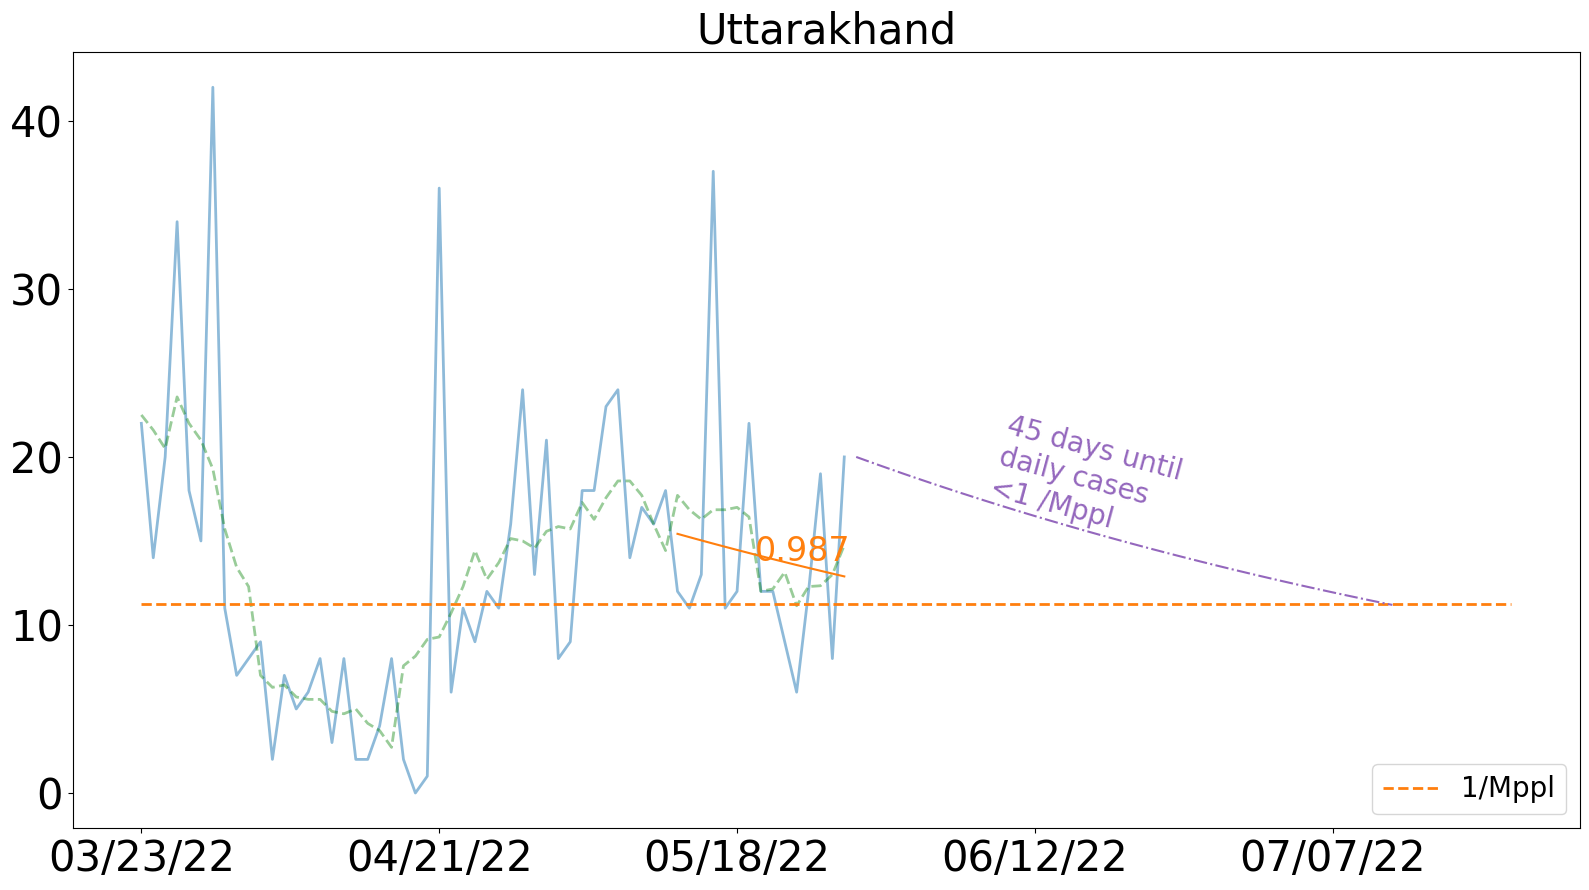 Uttarakhand
40
30
20
10
0
45 days until
daily cases
<1 /Mppl
0.987
1/Mppl
03/23/22
04/21/22
05/18/22
06/12/22
07/07/22